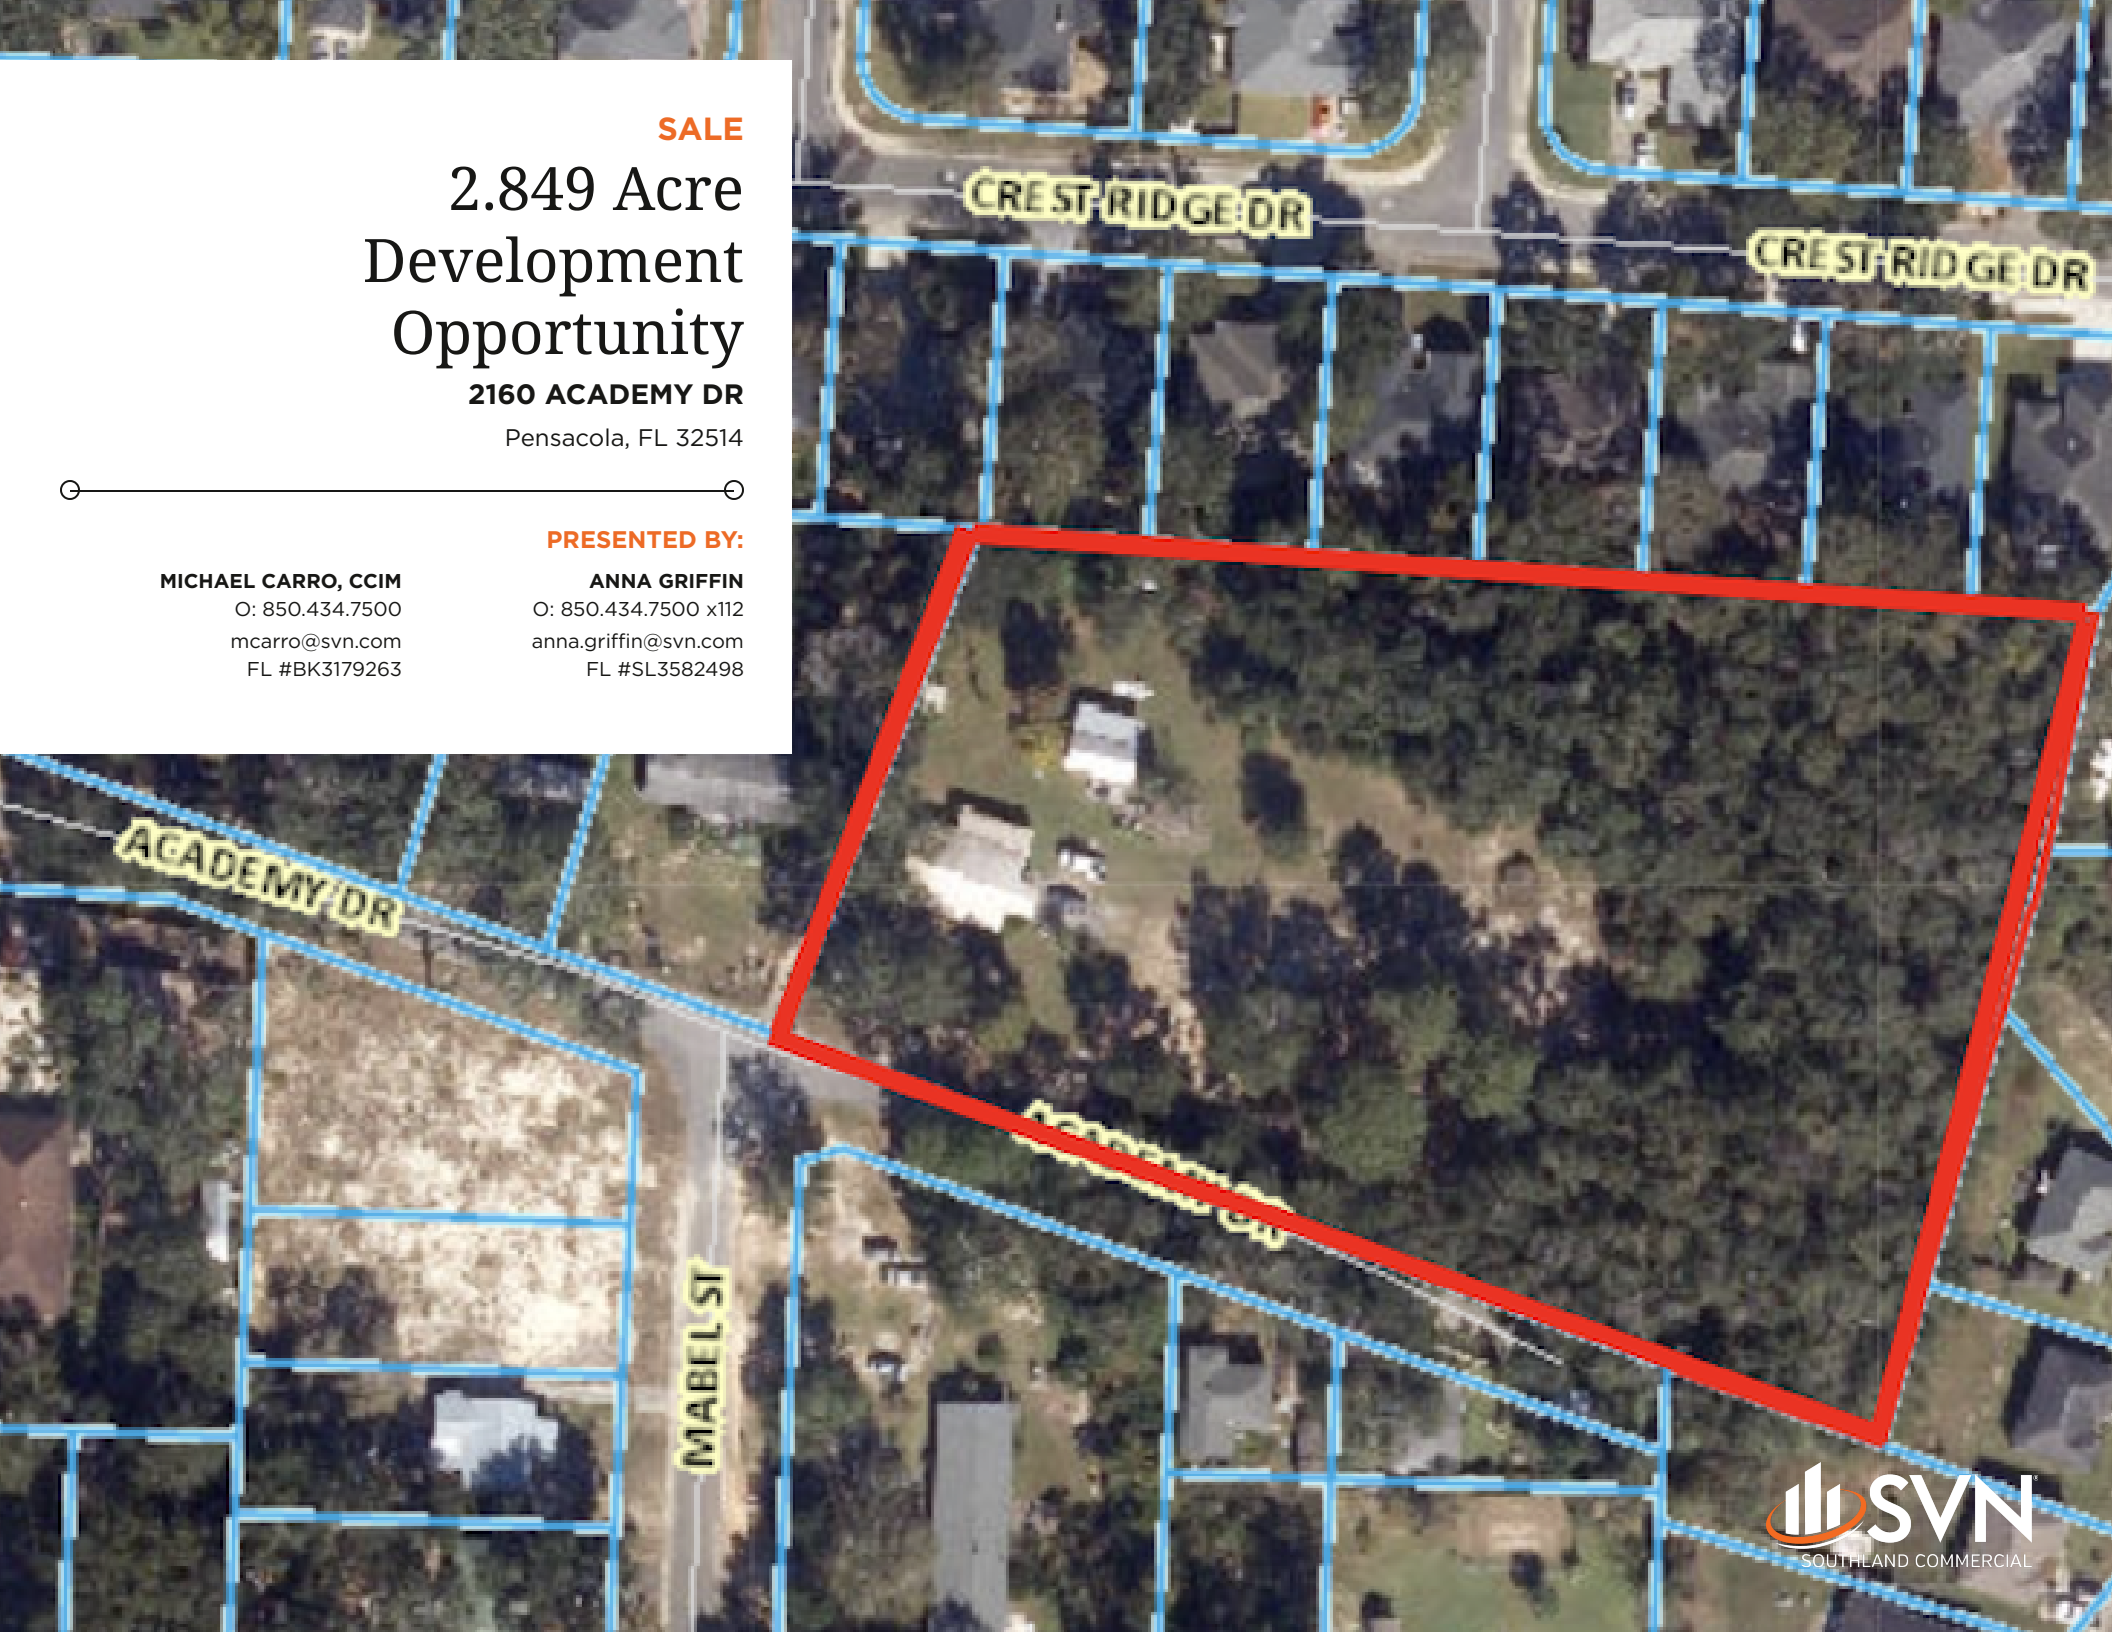 SALE
2.849 Acre
Development
Opportunity
2160 ACADEMY DR
Pensacola, FL 32514
PRESENTED BY:
MICHAEL CARRO, CCIM
O: 850.434.7500
mcarro@svn.com
FL #BK3179263
ANNA GRIFFIN
O: 850.434.7500 x112
anna.griffin@svn.com
FL #SL3582498
CREST RIDGE DR
CREST RIDGE DR
ACADEMY DR
MABEL ST
SVN
SOUTHLAND COMMERCIAL